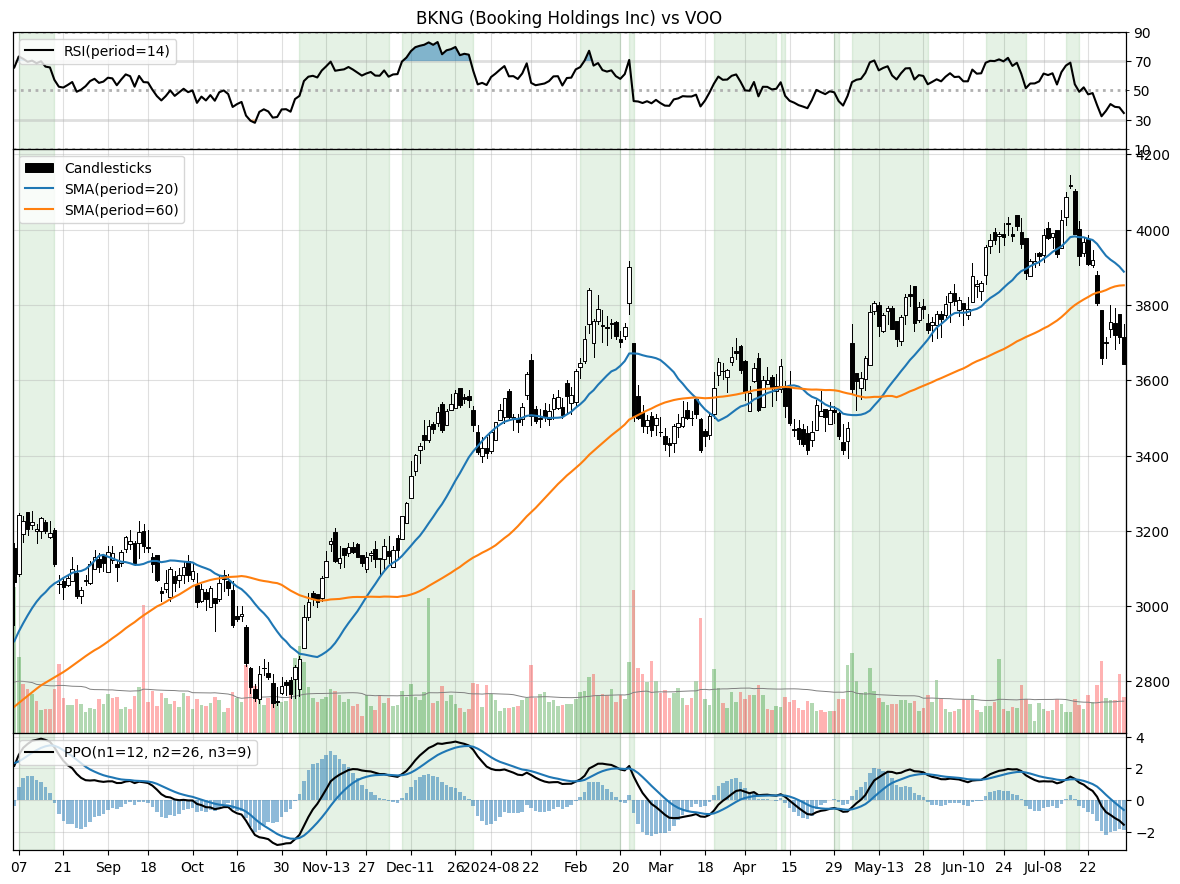 BKNG (Booking Holdings Inc) vs VOO
RSI(period=14)
90
70
50
30
10
Candlesticks
SMA(period=20)
SMA(period=60)
4200
4000
3800
3600
3400
3200
3000
2800
PPO(n1=12, n2=26, n3=9)
4
2
0
−2
07 21 Sep 18 Oct 16 30 Nov-13 27 Dec-11 26 2024-08 22 Feb 20 Mar 18 Apr 15 29 May-13 28 Jun-10 24 Jul-08 22